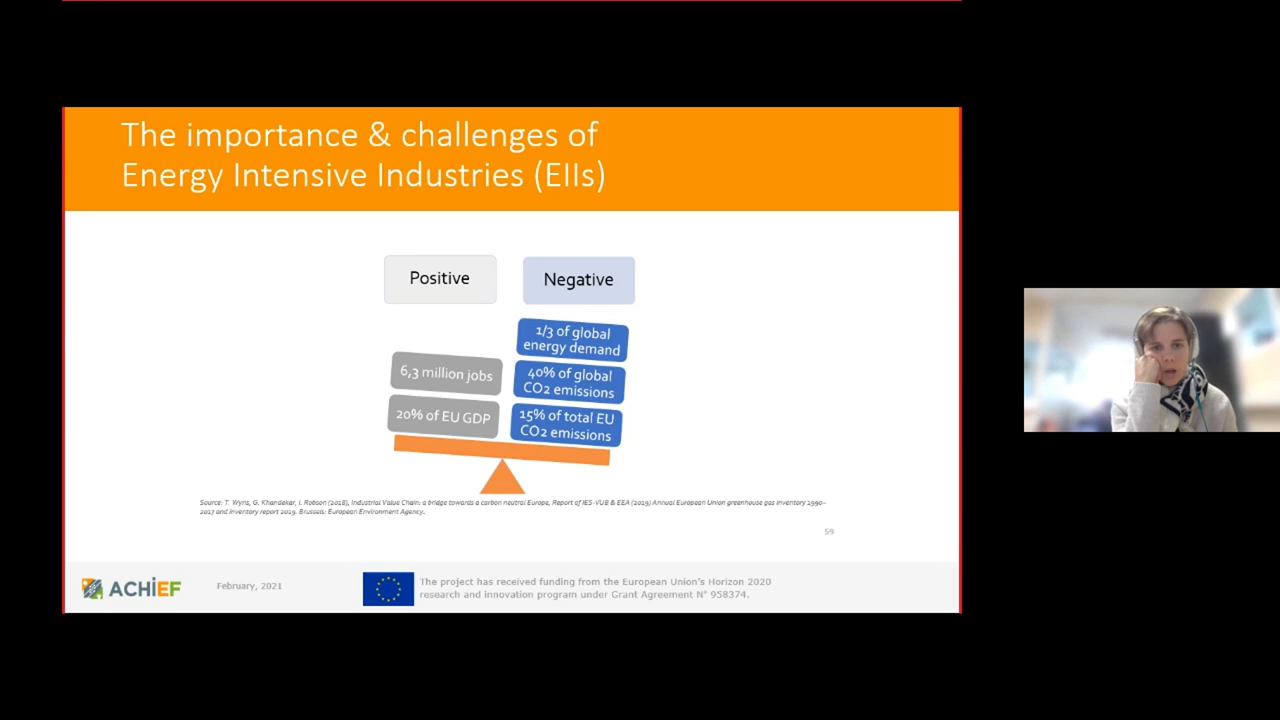 The importance & challenges of
Energy Intensive Industries (EIIs)
Positive
Negative
1/3 of global
energy demand
6,3 million jobs
40% of global
CO2 emissions
20% of EU GDP
15% of total EU
CO2 emissions
Source: T. Wyns, G. Khandekar, I. Robson (2018), Industrial Value Chain: a bridge towards a carbon neutral Europe, Report of IES-VUB & EEA (2019) Annual European Union greenhouse gas inventory 1990–
2017 and inventory report 2019. Brussels: European Environment Agency.
59
ACHiEF
February, 2021
The project has received funding from the European Union's Horizon 2020
research and innovation program under Grant Agreement N° 958374.